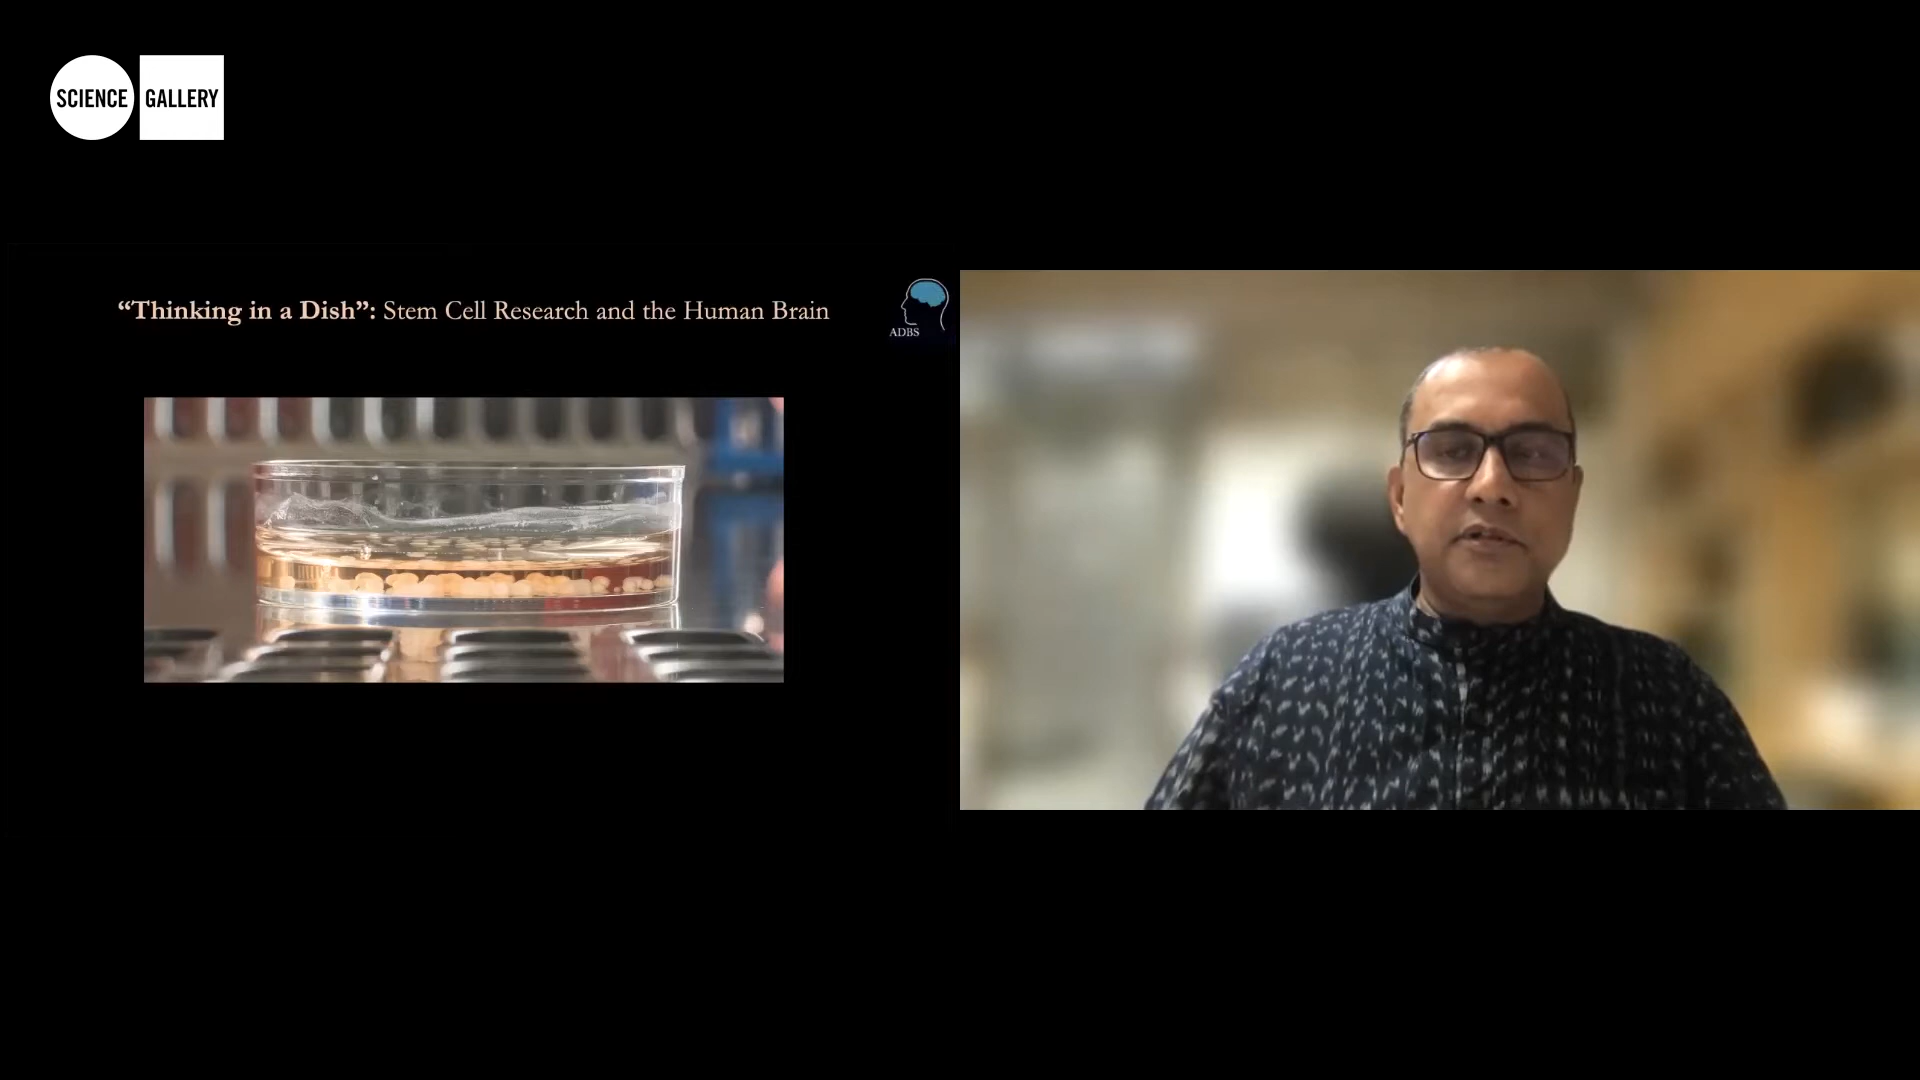 SCIENCE GALLERY
“Thinking in a Dish”: Stem Cell Research and the Human Brain
ADBS